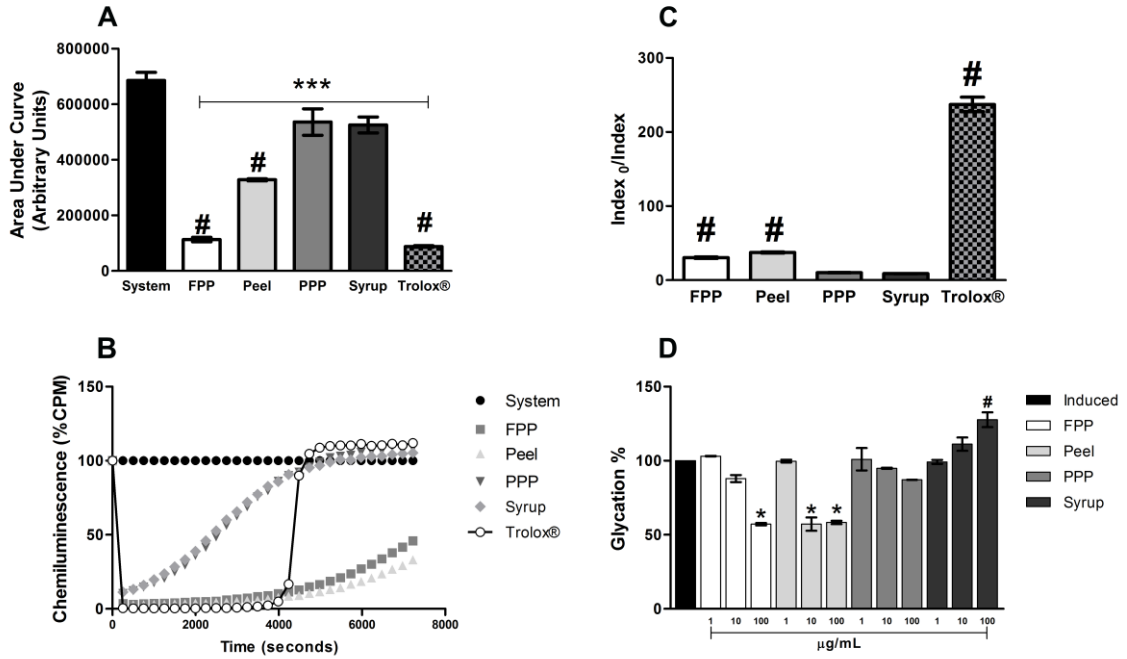 A
Area Under Curve
(Arbitrary Units)
800000
600000
400000
200000
0
***
#
#
#
System FPP Peel PPP Syrup Trolox®
C
Index 0/Index
300
200
100
0
#
#
#
FPP Peel PPP Syrup Trolox®
B
Chemiluminescence (%CPM)
150
100
50
0
0 2000 4000 6000 8000
Time (seconds)
System
FPP
Peel
PPP
Syrup
Trolox®
D
Glycation %
150
100
50
0
*
*
*
#
1 10 100 1 10 100 1 10 100 1 10 100
µg/mL
Induced
FPP
Peel
PPP
Syrup